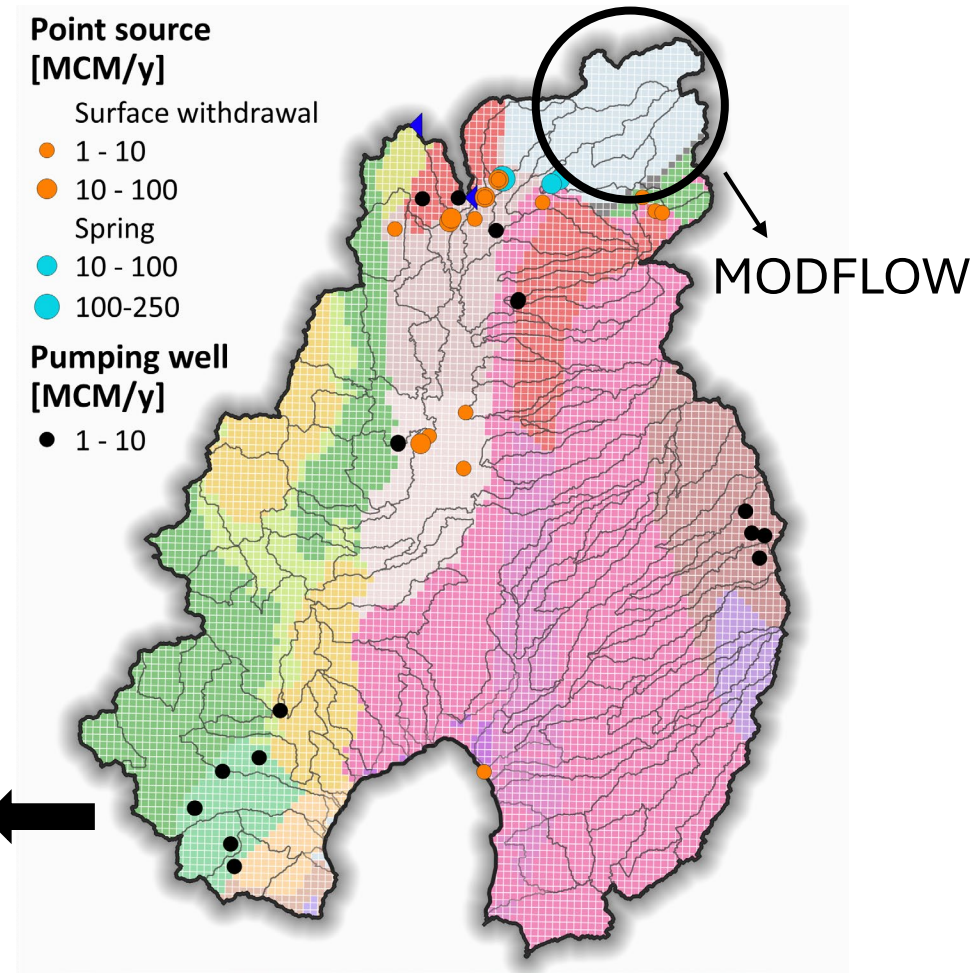 Point source
[MCM/y]
Surface withdrawal
1 - 10
10 - 100
Spring
10 - 100
100-250
Pumping well
[MCM/y]
1 - 10
MODFLOW